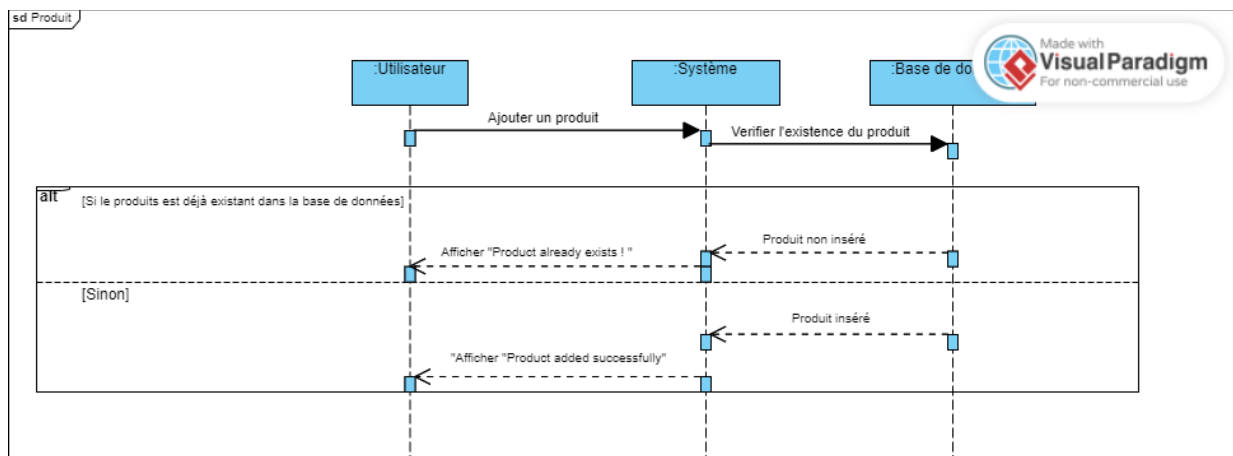 sd Produit
Made with
Visual Paradigm
For non-commercial use
:Utilisateur
:Système
:Base de do
Ajouter un produit
Verifier l'existence du produit
alt
[Si le produits est déjà existant dans la base de données]
Produit non inséré
Afficher "Product already exists ! "
[Sinon]
Produit inséré
"Afficher "Product added successfully"